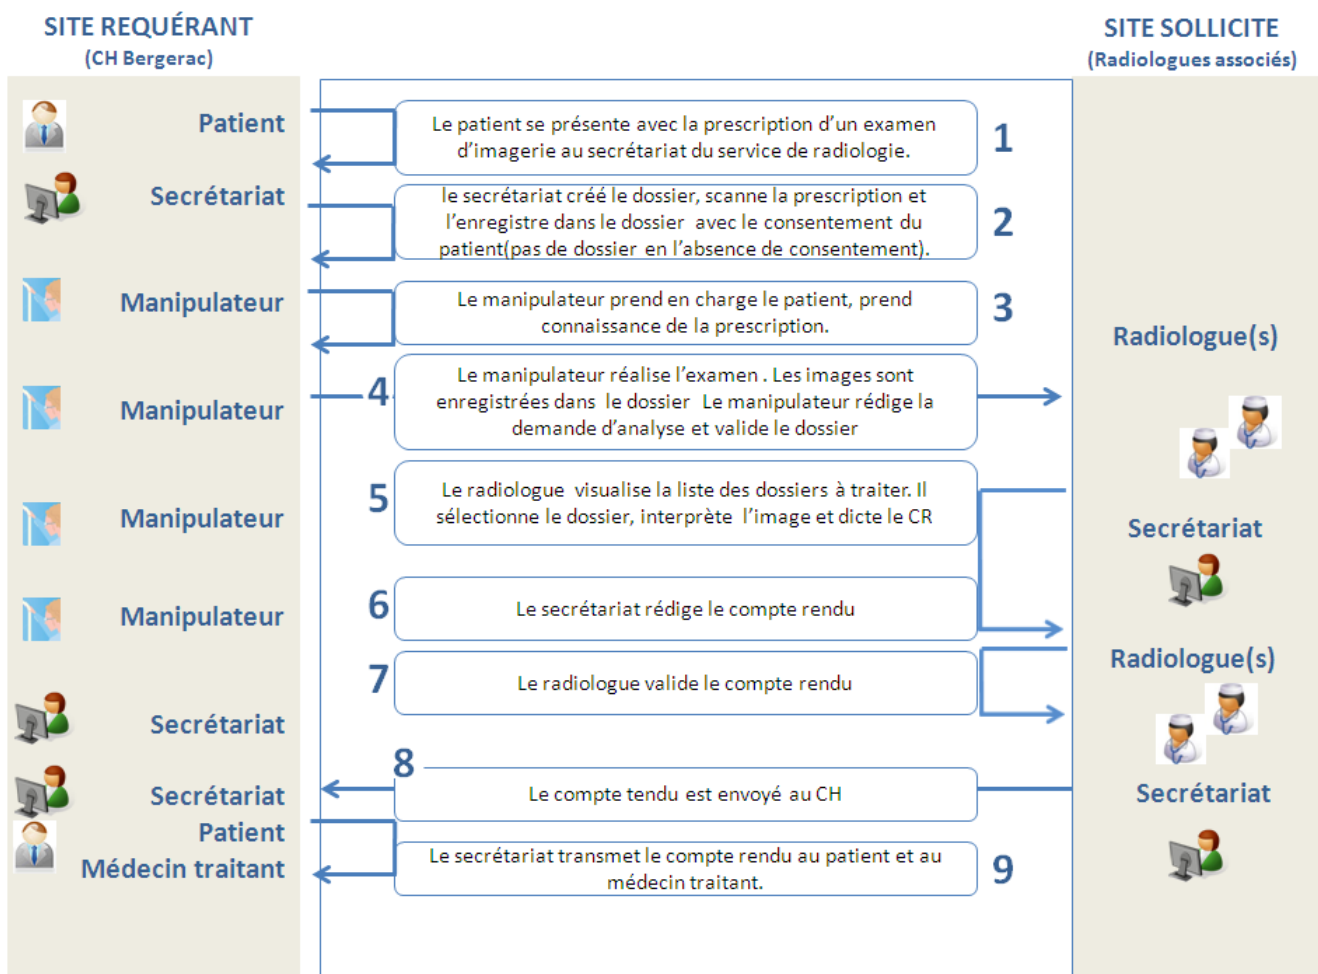 SITE REQUÉRANT
(CH Bergerac)
SITE SOLLICITE
(Radiologues associés)
Patient
Le patient se présente avec la prescription d'un examen
d'imagerie au secrétariat du service de radiologie.
1
Secrétariat
le secrétariat créé le dossier, scanne la prescription et
l'enregistre dans le dossier avec le consentement du
patient(pas de dossier en l'absence de consentement).
2
Manipulateur
Le manipulateur prend en charge le patient, prend
connaissance de la prescription.
3
Radiologue(s)
Manipulateur
4
Le manipulateur réalise l'examen . Les images sont
enregistrées dans le dossier Le manipulateur rédige la
demande d'analyse et valide le dossier
Manipulateur
5
Le radiologue visualise la liste des dossiers à traiter. Il
sélectionne le dossier, interprète l'image et dicte le CR
Secrétariat
Manipulateur
6
Le secrétariat rédige le compte rendu
Radiologue(s)
7
Le radiologue valide le compte rendu
Secrétariat
8
Secrétariat
Le compte tendu est envoyé au CH
Secrétariat
Patient
Médecin traitant
Le secrétariat transmet le compte rendu au patient et au
médecin traitant.
9